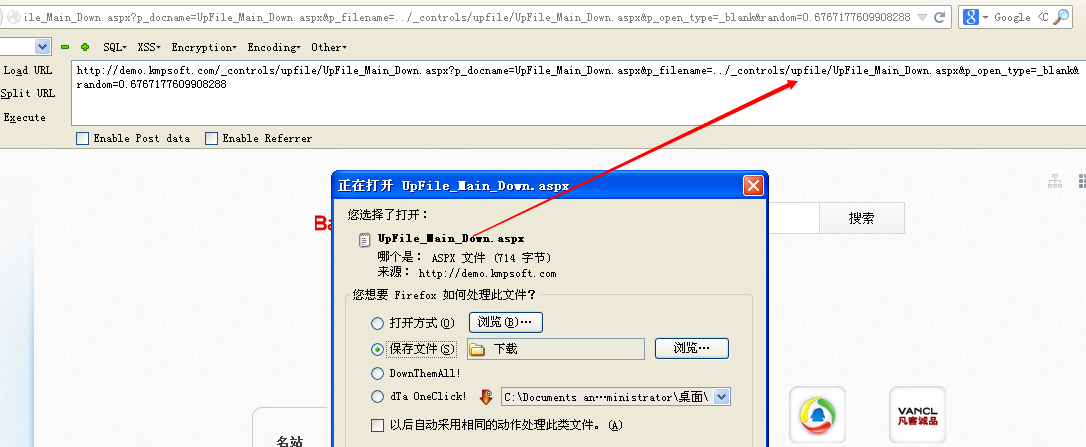 ile_Main_Down.aspx?p_docname=UpFile_Main_Down.aspx&p_filename=../_controls/upfile/UpFile_Main_Down.aspx&p_open_type=_blank&random=0.6767177609908288
Google <C
SQL▾ XSS▾ Encryption▾ Encoding▾ Other▾
Load URL
http://demo.kmpsoft.com/_controls/upfile/UpFile_Main_Down.aspx?p_docname=UpFile_Main_Down.aspx&p_filename=../_controls/upfile/UpFile_Main_Down.aspx&p_open_type=_blank&
random=0.6767177609908288
Split URL
Execute
Enable Post data Enable Referrer
正在打开 UpFile_Main_Down.aspx
您选择了打开：
Ba
搜索
UpFile_Main_Down.aspx
哪个是： ASPX 文件 (714 字节)
来源： http://demo.kmpsoft.com
您想要 Firefox 如何处理此文件?
打开方式(O) 浏览(B)…
保存文件(S) 下载 浏览…
DownThemAll!
dTa OneClick! C:\Documents an…ministrator\桌面\
以后自动采用相同的动作处理此类文件。(A)
VANCL
凡客诚品
名站